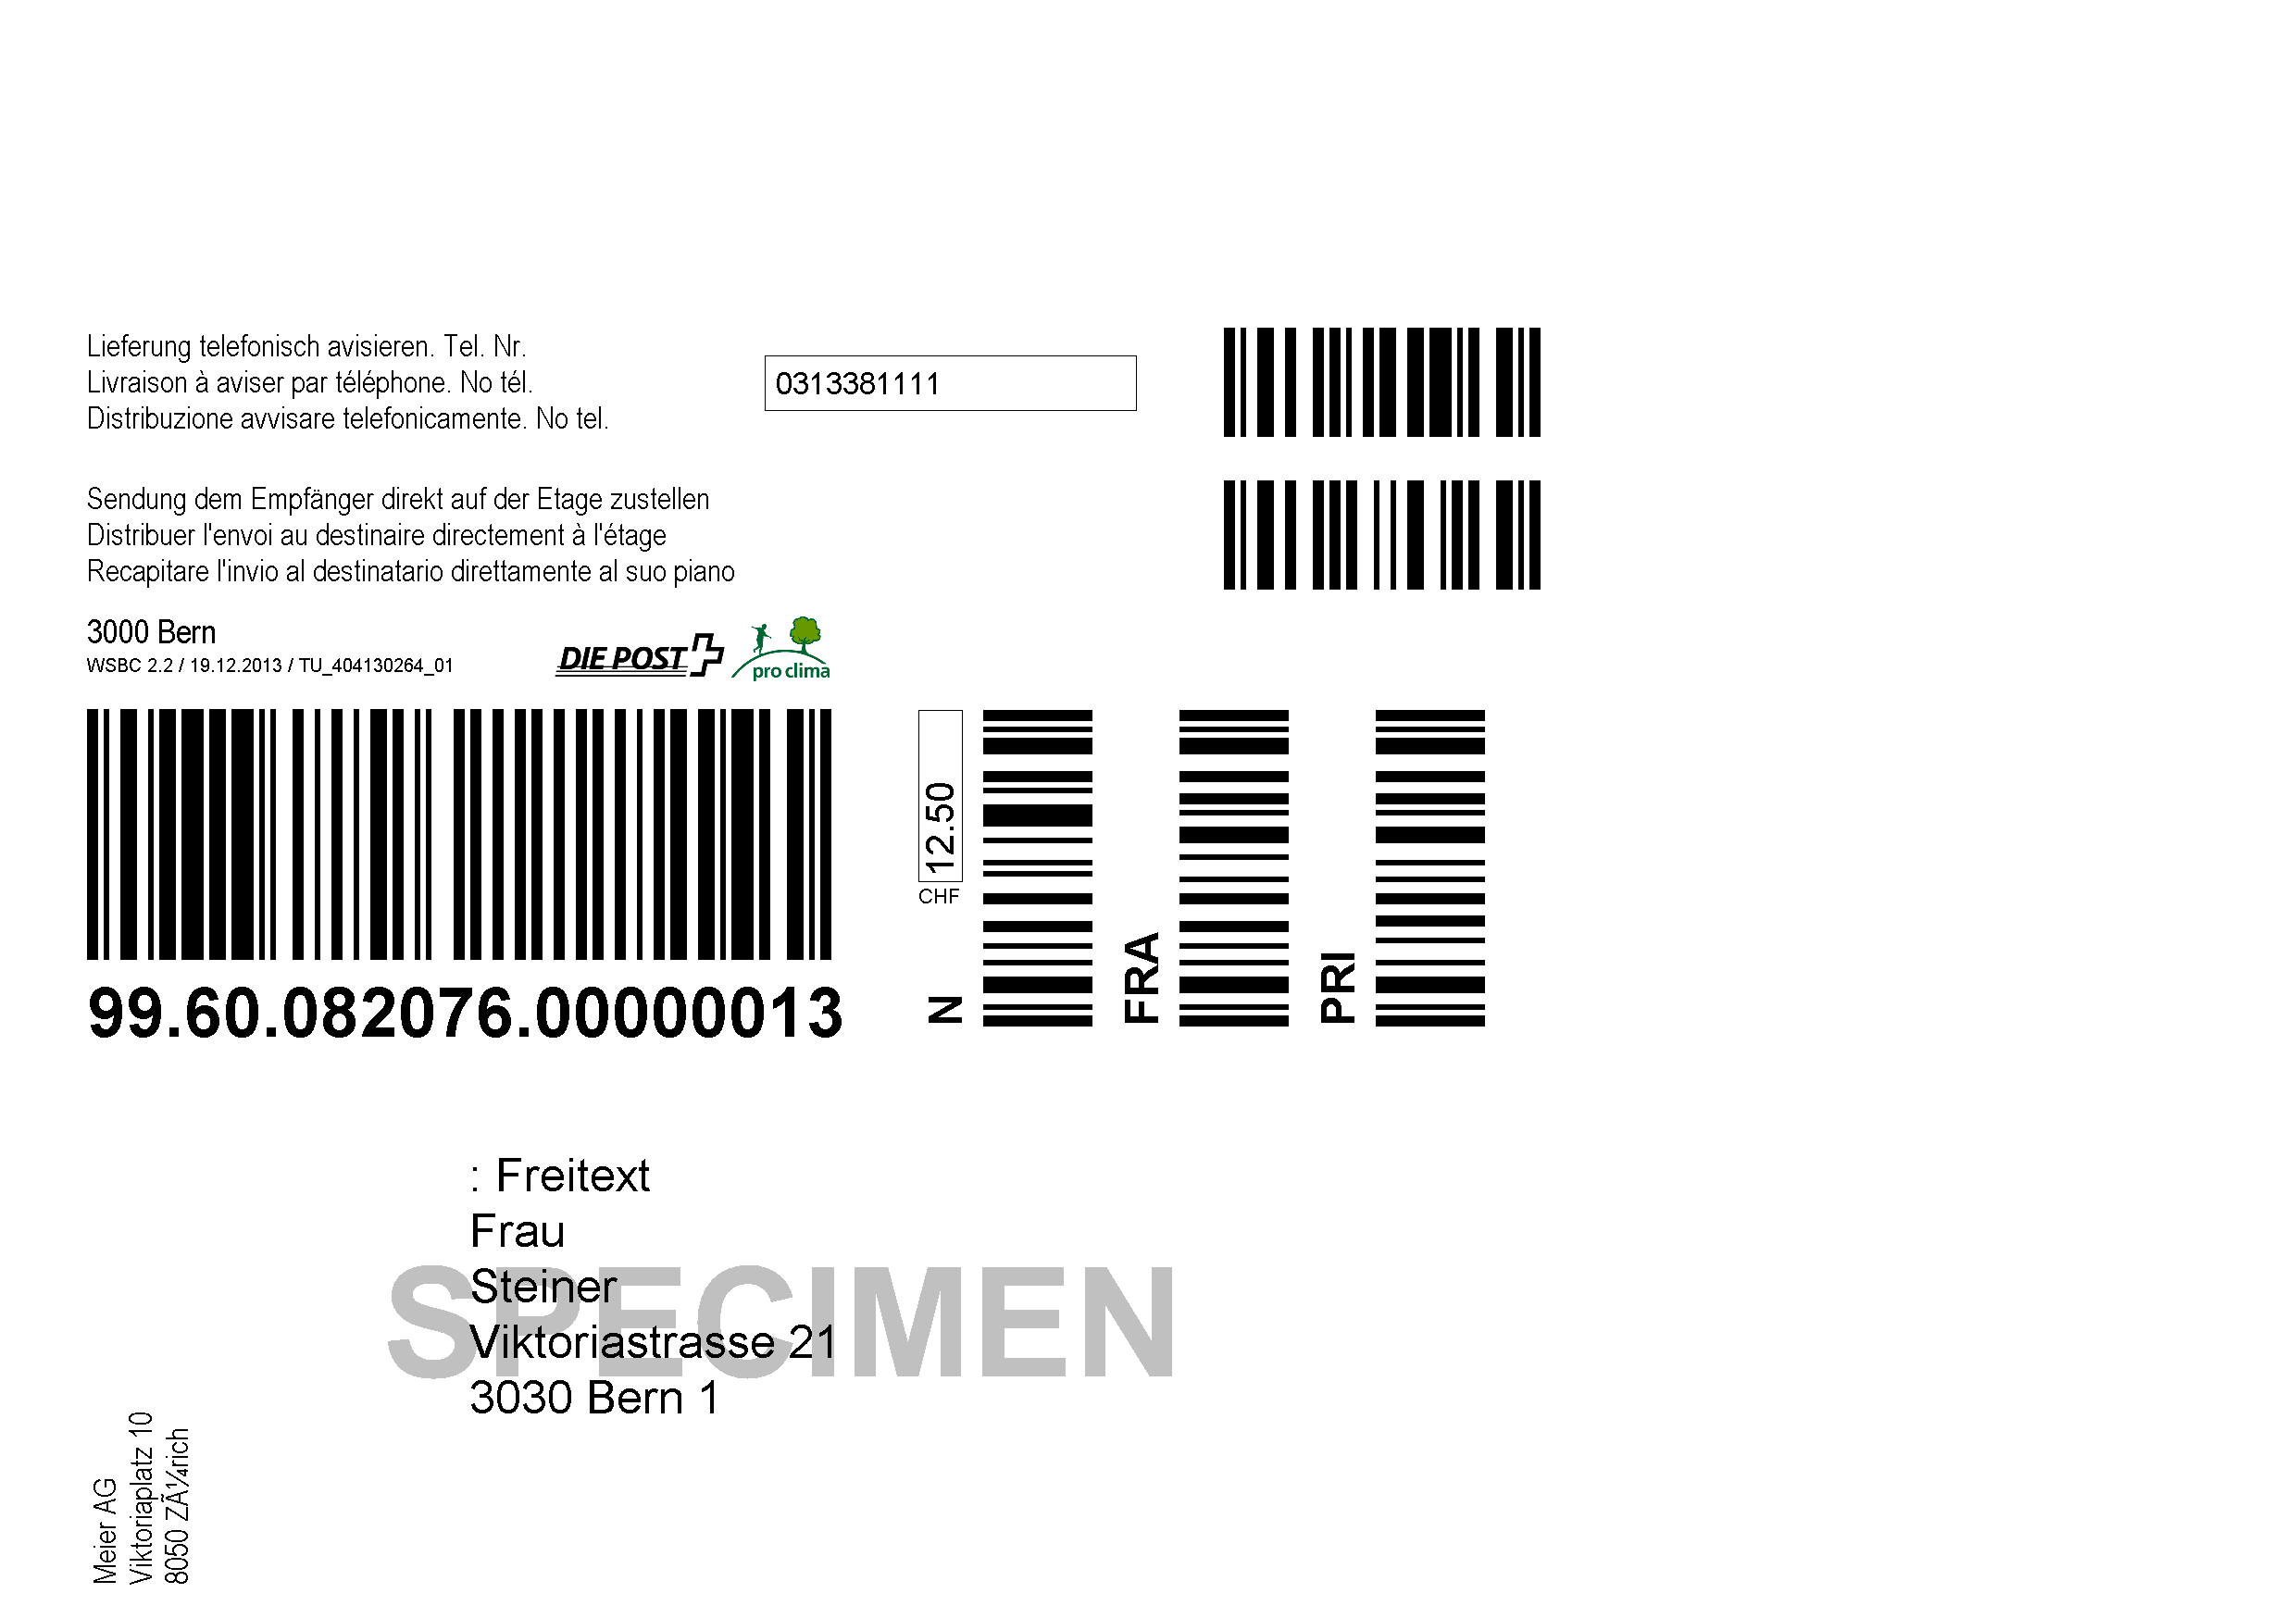 Lieferung telefonisch avisieren. Tel. Nr.
Livraison à aviser par téléphone. No tél.
Distribuzione avvisare telefonicamente. No tel.
0313381111
Sendung dem Empfänger direkt auf der Etage zustellen
Distribuer l'envoi au destinaire directement à l'étage
Recapitare l'invio al destinatario direttamente al suo piano
3000 Bern
WSBC 2.2 / 19.12.2013 / TU_404130264_01
DIE POST
pro clima
99.60.082076.00000013
CHF 12.50
N
FRA
PRI
: Freitext
Frau
Steiner
Viktoriastrasse 21
3030 Bern 1
SPECIMEN
Meier AG
Viktoriaplatz 10
8050 ZÃ¼rich